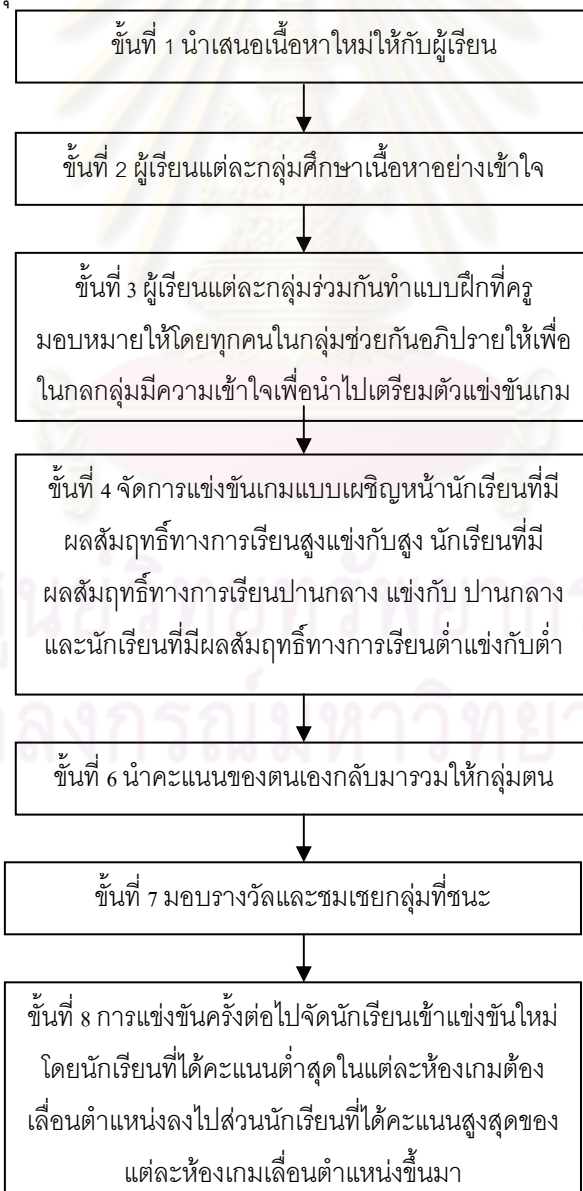 ขั้นที่ 1 นำเสนอเนื้อหาใหม่ให้กับผู้เรียน
ขั้นที่ 2 ผู้เรียนแต่ละกลุ่มศึกษาเนื้อหาอย่างเข้าใจ
ขั้นที่ 3 ผู้เรียนแต่ละกลุ่มร่วมกันทำแบบฝึกที่ครู
มอบหมายให้โดยทุกคนในกลุ่มช่วยกันอภิปรายให้เพื่อ
ในกลกลุ่มมีความเข้าใจเพื่อนำไปเตรียมตัวแข่งขันเกม
ขั้นที่ 4 จัดการแข่งขันเกมแบบเผชิญหน้านักเรียนที่มี
ผลสัมฤทธิ์ทางการเรียนสูงแข่งกับสูง นักเรียนที่มี
ผลสัมฤทธิ์ทางการเรียนปานกลาง แข่งกับ ปานกลาง
และนักเรียนที่มีผลสัมฤทธิ์ทางการเรียนต่ำแข่งกับต่ำ
ขั้นที่ 6 นำคะแนนของตนเองกลับมารวมให้กลุ่มตน
ขั้นที่ 7 มอบรางวัลและชมเชยกลุ่มที่ชนะ
ขั้นที่ 8 การแข่งขันครั้งต่อไปจัดนักเรียนเข้าแข่งขันใหม่
โดยนักเรียนที่ได้คะแนนต่ำสุดในแต่ละห้องเกมต้อง
เลื่อนตำแหน่งลงไปส่วนนักเรียนที่ได้คะแนนสูงสุดของ
แต่ละห้องเกมเลื่อนตำแหน่งขึ้นมา